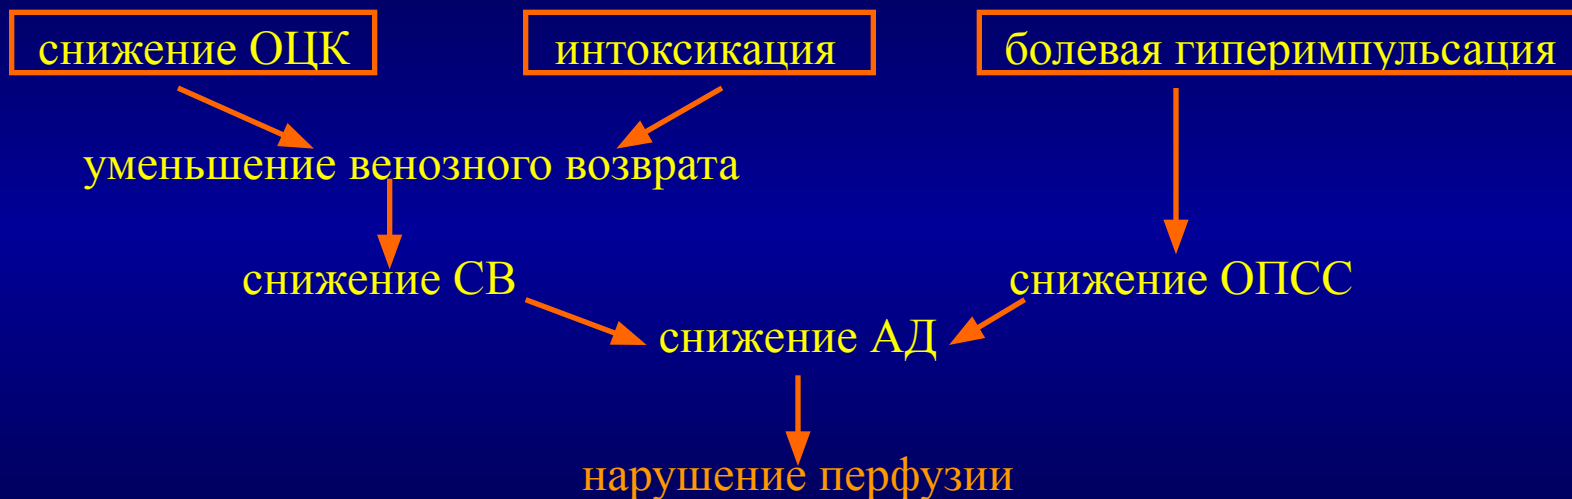 снижение ОЦК
интоксикация
болевая гиперимпульсация
уменьшение венозного возврата
снижение СВ
снижение ОПСС
снижение АД
нарушение перфузии